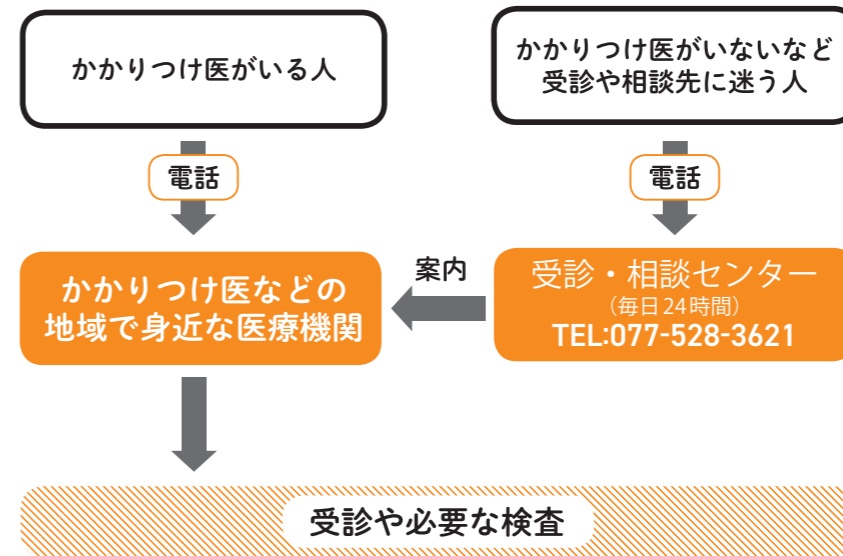 かかりつけ医がいる人
かかりつけ医がいないなど
受診や相談先に迷う人
電話
電話
かかりつけ医などの
地域で身近な医療機関
案内
受診・相談センター
（毎日24時間）
TEL:077-528-3621
受診や必要な検査